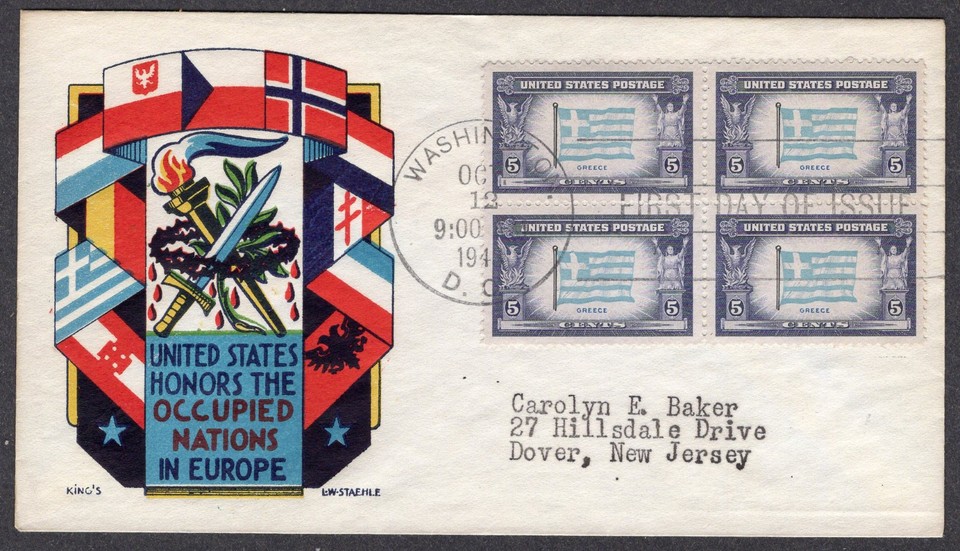 UNITED STATES
HONORS THE
OCCUPIED
NATIONS
IN EUROPE
KING'S
L·W·STAEHLE
WASHINGTON
OC
12
9:00
194
D. C.
FIRST DAY OF ISSUE
UNITED STATES POSTAGE
5 5
GREECE
CENTS
UNITED STATES POSTAGE
5 5
GREECE
CENTS
UNITED STATES POSTAGE
5 5
GREECE
CENTS
UNITED STATES POSTAGE
5 5
GREECE
CENTS
Carolyn E. Baker
27 Hillsdale Drive
Dover, New Jersey